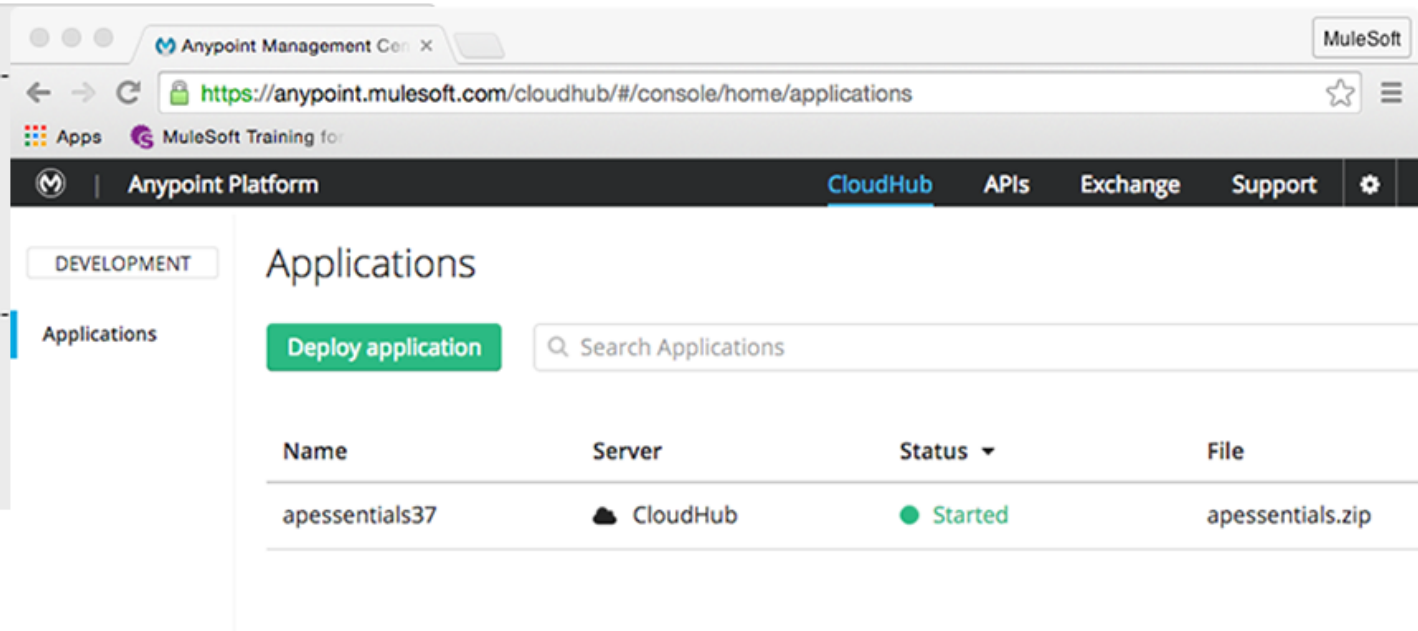 Anypoint Management Cen
MuleSoft
https://anypoint.mulesoft.com/cloudhub/#/console/home/applications
Apps MuleSoft Training for
Anypoint Platform CloudHub APIs Exchange Support
DEVELOPMENT
Applications
Applications
Deploy application Search Applications
Name Server Status File
apessentials37 CloudHub Started apessentials.zip